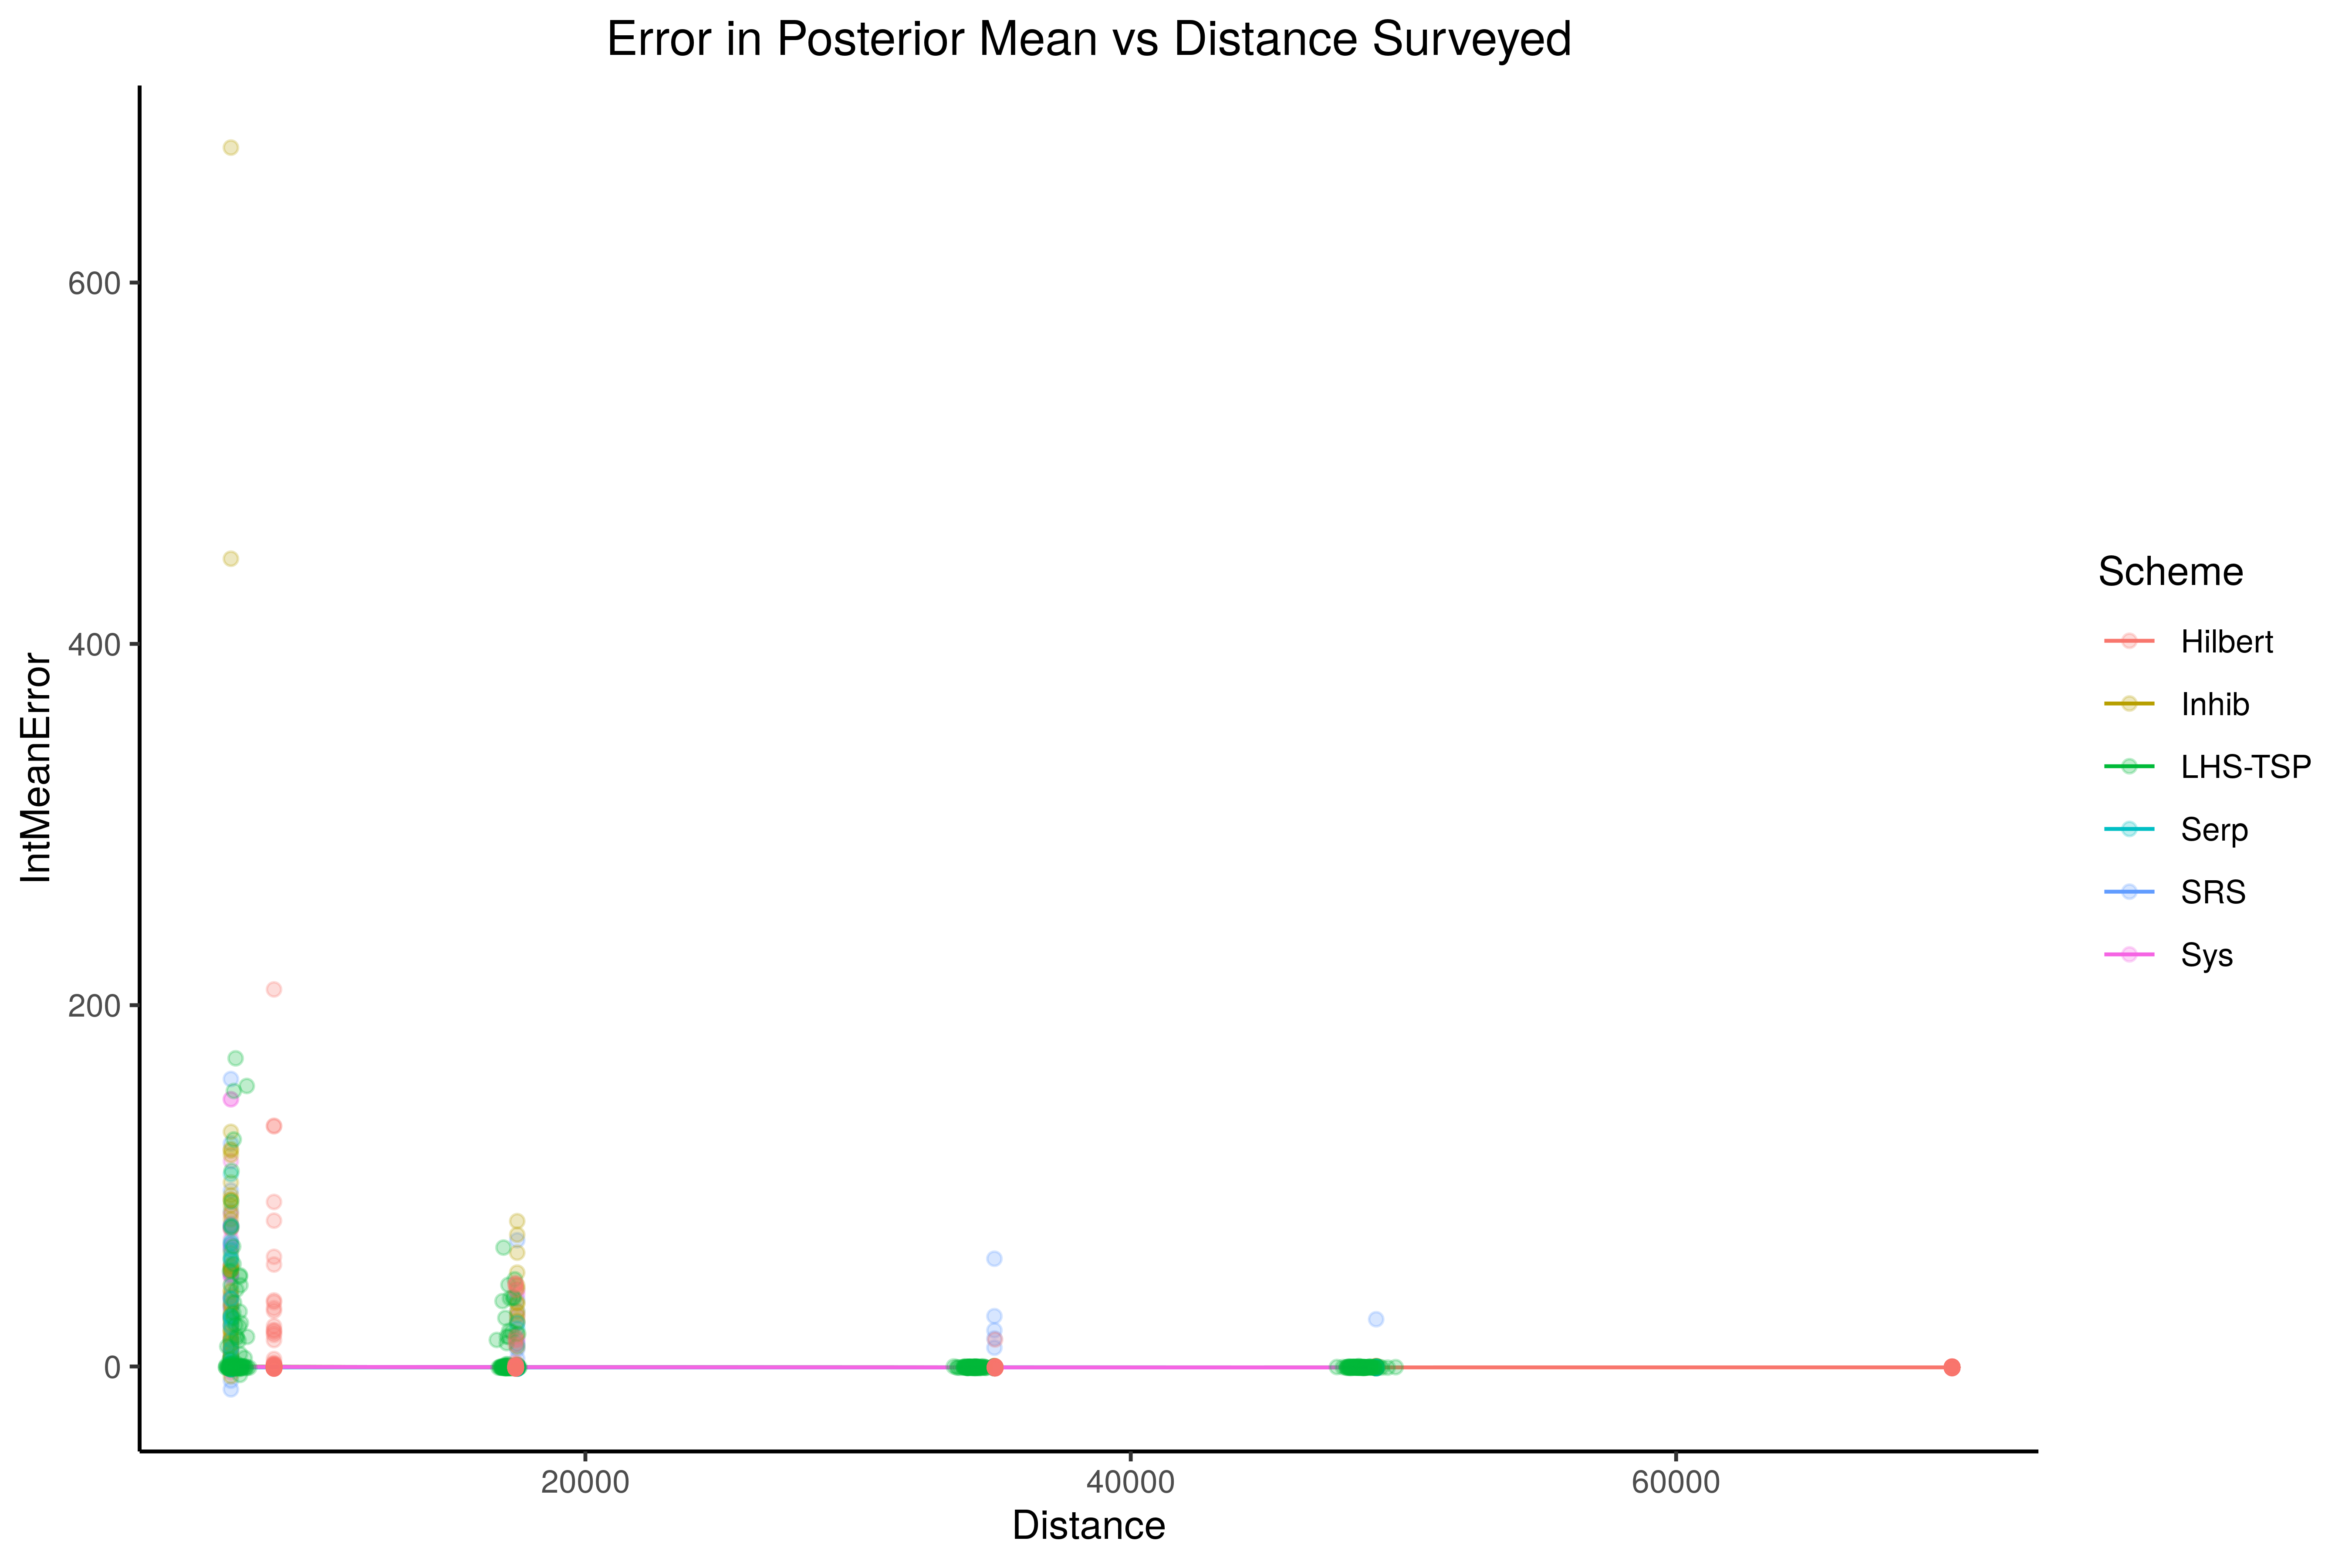 Error in Posterior Mean vs Distance Surveyed
IntMeanError
600
400
200
0
20000
40000
60000
Distance
Scheme
Hilbert
Inhib
LHS-TSP
Serp
SRS
Sys